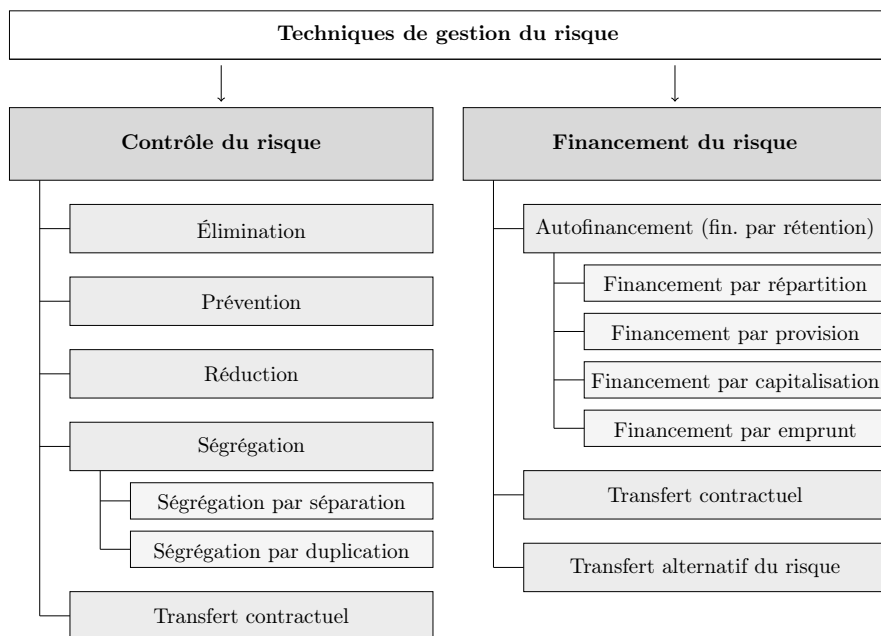 Techniques de gestion du risque
Contrôle du risque
Élimination
Prévention
Réduction
Ségrégation
Ségrégation par séparation
Ségrégation par duplication
Transfert contractuel
Financement du risque
Autofinancement (fin. par rétention)
Financement par répartition
Financement par provision
Financement par capitalisation
Financement par emprunt
Transfert contractuel
Transfert alternatif du risque